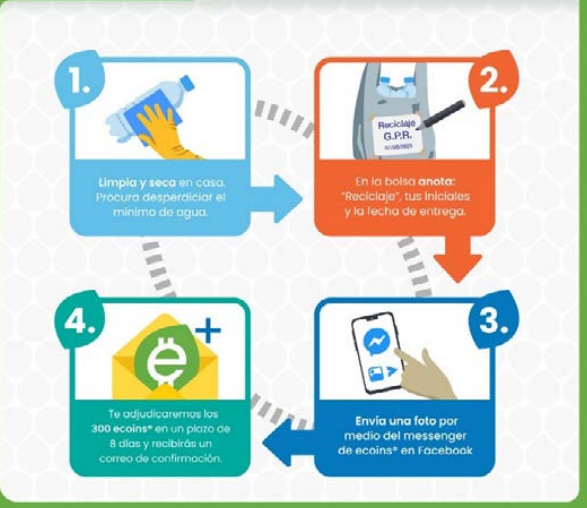 1.
Limpia y seca en casa.
Procura desperdiciar el
mínimo de agua.
2.
Reciclaje
G.P.R.
En la bolsa anota:
"Reciclaje", tus iniciales
y la fecha de entrega.
3.
Envía una foto por
medio del messenger
de ecoins® en Facebook
4.
Te adjudicaremos los
300 ecoins® en un plazo de
8 días y recibirás un
correo de confirmación.